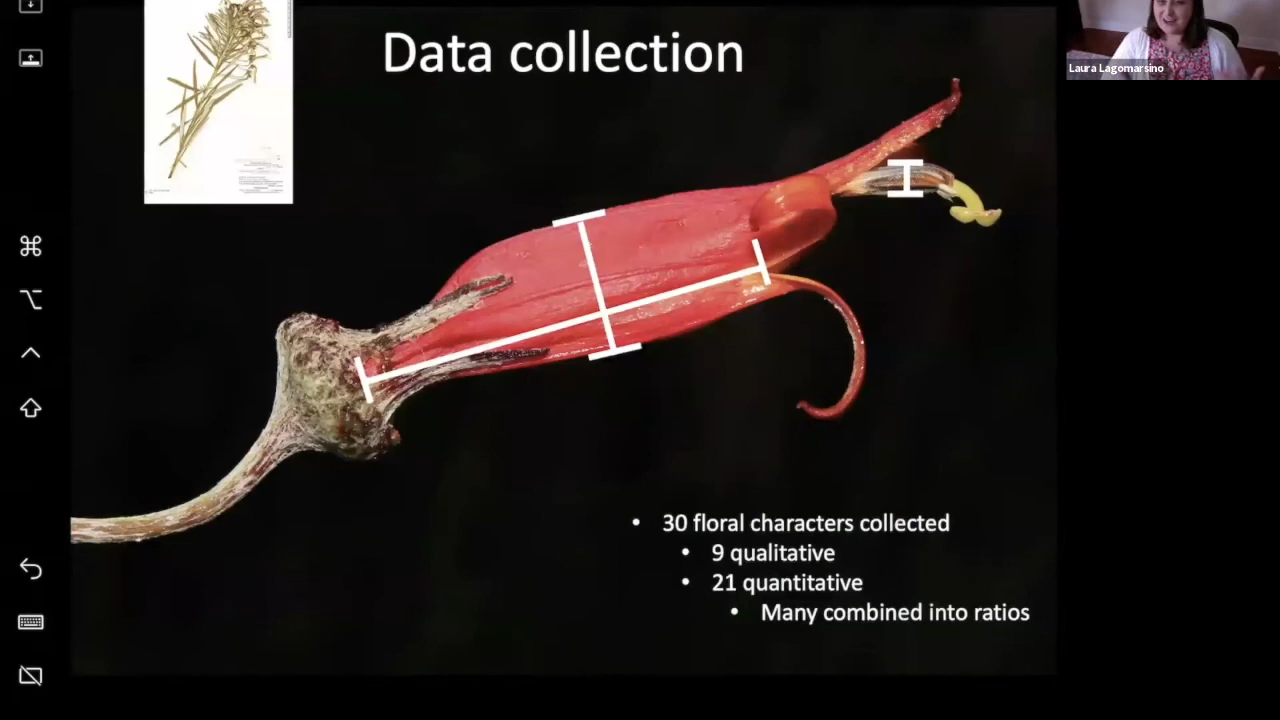 Data collection
Laura Lagomarsino
• 30 floral characters collected
• 9 qualitative
• 21 quantitative
• Many combined into ratios